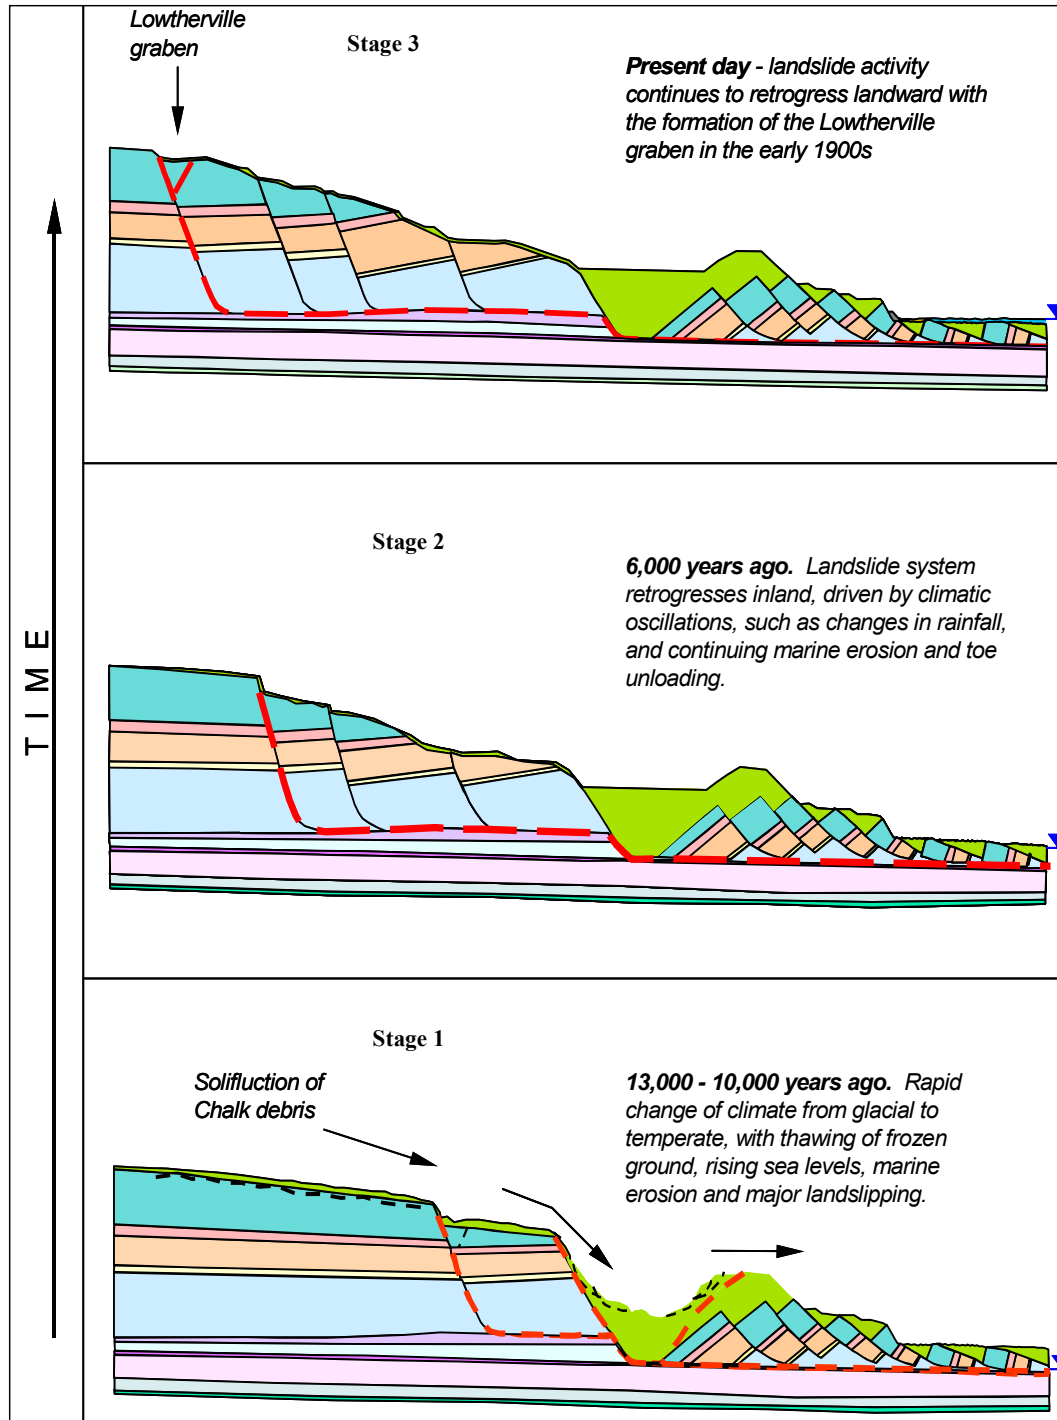 Lowtherville
graben
Stage 3
Present day - landslide activity
continues to retrogress landward with
the formation of the Lowtherville
graben in the early 1900s
TIME
Stage 2
6,000 years ago. Landslide system
retrogresses inland, driven by climatic
oscillations, such as changes in rainfall,
and continuing marine erosion and toe
unloading.
Stage 1
Solifluction of
Chalk debris
13,000 - 10,000 years ago. Rapid
change of climate from glacial to
temperate, with thawing of frozen
ground, rising sea levels, marine
erosion and major landslipping.